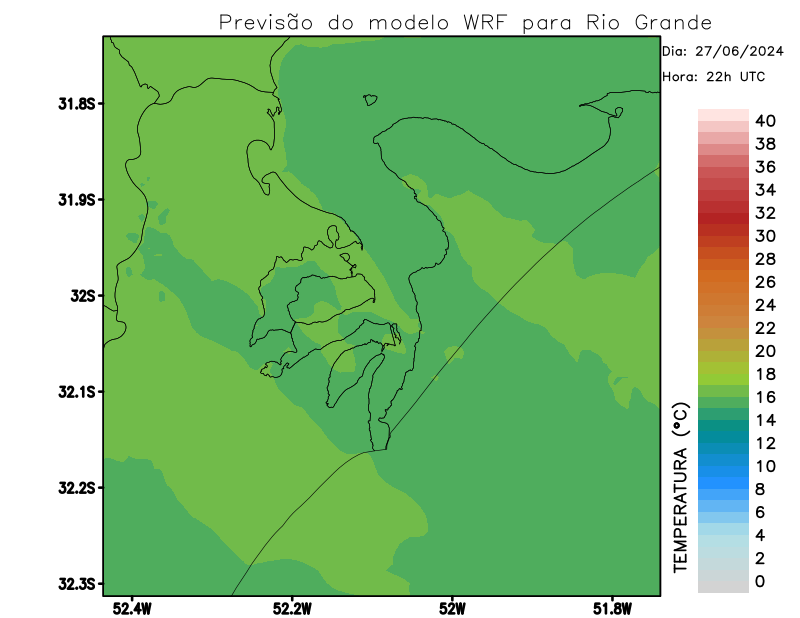 Previsão do modelo WRF para Rio Grande
Dia: 27/06/2024
Hora: 22h UTC
31.8S
31.9S
32S
32.1S
32.2S
32.3S
52.4W
52.2W
52W
51.8W
TEMPERATURA (°C)
40
38
36
34
32
30
28
26
24
22
20
18
16
14
12
10
8
6
4
2
0